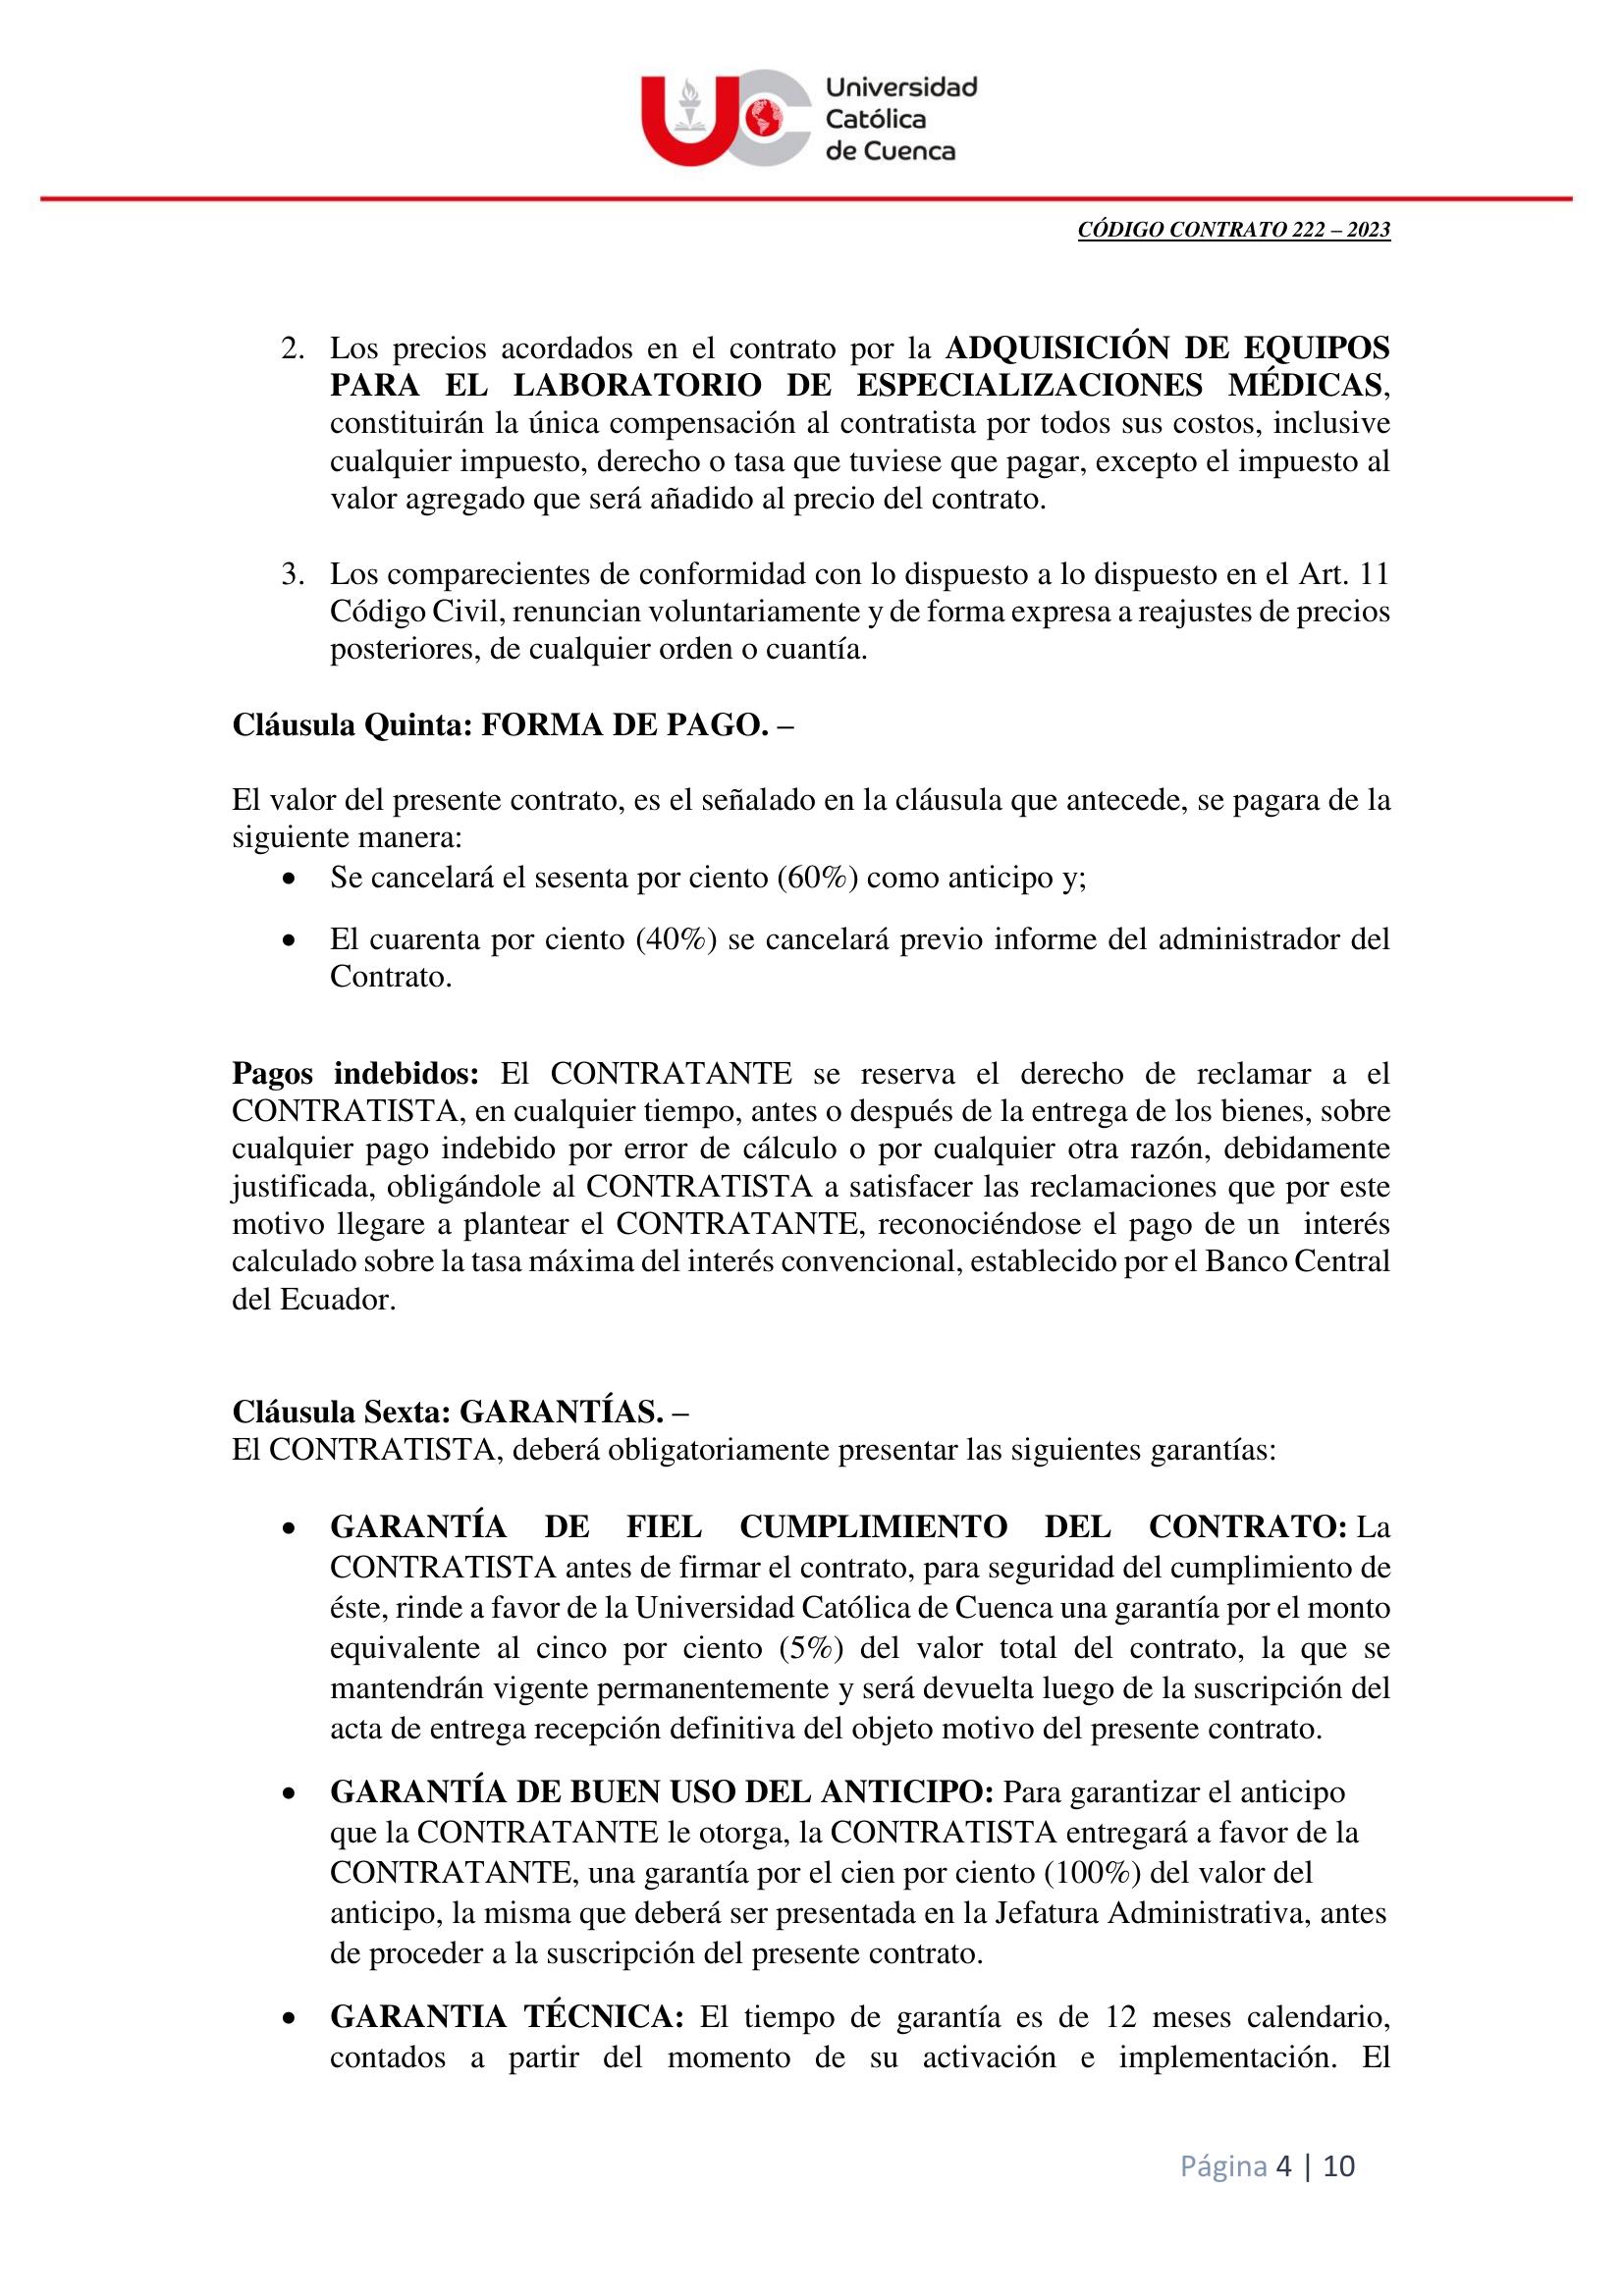 Universidad
Católica
de Cuenca
CÓDIGO CONTRATO 222 – 2023
2. Los precios acordados en el contrato por la ADQUISICIÓN DE EQUIPOS
PARA EL LABORATORIO DE ESPECIALIZACIONES MÉDICAS,
constituirán la única compensación al contratista por todos sus costos, inclusive
cualquier impuesto, derecho o tasa que tuviese que pagar, excepto el impuesto al
valor agregado que será añadido al precio del contrato.
3. Los comparecientes de conformidad con lo dispuesto a lo dispuesto en el Art. 11
Código Civil, renuncian voluntariamente y de forma expresa a reajustes de precios
posteriores, de cualquier orden o cuantía.
Cláusula Quinta: FORMA DE PAGO. –
El valor del presente contrato, es el señalado en la cláusula que antecede, se pagara de la
siguiente manera:
• Se cancelará el sesenta por ciento (60%) como anticipo y;
• El cuarenta por ciento (40%) se cancelará previo informe del administrador del
Contrato.
Pagos indebidos: El CONTRATANTE se reserva el derecho de reclamar a el
CONTRATISTA, en cualquier tiempo, antes o después de la entrega de los bienes, sobre
cualquier pago indebido por error de cálculo o por cualquier otra razón, debidamente
justificada, obligándole al CONTRATISTA a satisfacer las reclamaciones que por este
motivo llegare a plantear el CONTRATANTE, reconociéndose el pago de un interés
calculado sobre la tasa máxima del interés convencional, establecido por el Banco Central
del Ecuador.
Cláusula Sexta: GARANTÍAS. –
El CONTRATISTA, deberá obligatoriamente presentar las siguientes garantías:
• GARANTÍA DE FIEL CUMPLIMIENTO DEL CONTRATO: La
CONTRATISTA antes de firmar el contrato, para seguridad del cumplimiento de
éste, rinde a favor de la Universidad Católica de Cuenca una garantía por el monto
equivalente al cinco por ciento (5%) del valor total del contrato, la que se
mantendrán vigente permanentemente y será devuelta luego de la suscripción del
acta de entrega recepción definitiva del objeto motivo del presente contrato.
• GARANTÍA DE BUEN USO DEL ANTICIPO: Para garantizar el anticipo
que la CONTRATANTE le otorga, la CONTRATISTA entregará a favor de la
CONTRATANTE, una garantía por el cien por ciento (100%) del valor del
anticipo, la misma que deberá ser presentada en la Jefatura Administrativa, antes
de proceder a la suscripción del presente contrato.
• GARANTIA TÉCNICA: El tiempo de garantía es de 12 meses calendario,
contados a partir del momento de su activación e implementación. El
Página 4 | 10